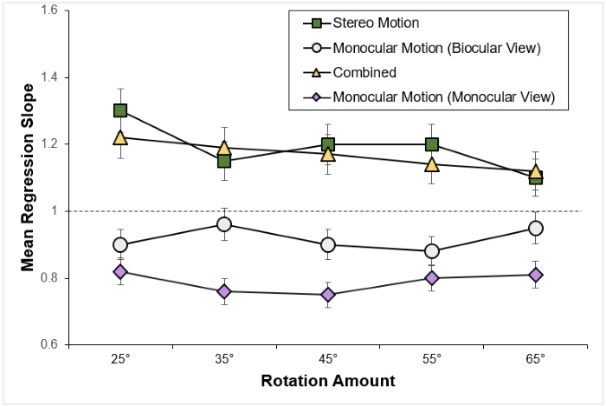 1.6
1.4
1.2
1
0.8
0.6
Mean Regression Slope
Stereo Motion
Monocular Motion (Biocular View)
Combined
Monocular Motion (Monocular View)
25° 35° 45° 55° 65°
Rotation Amount